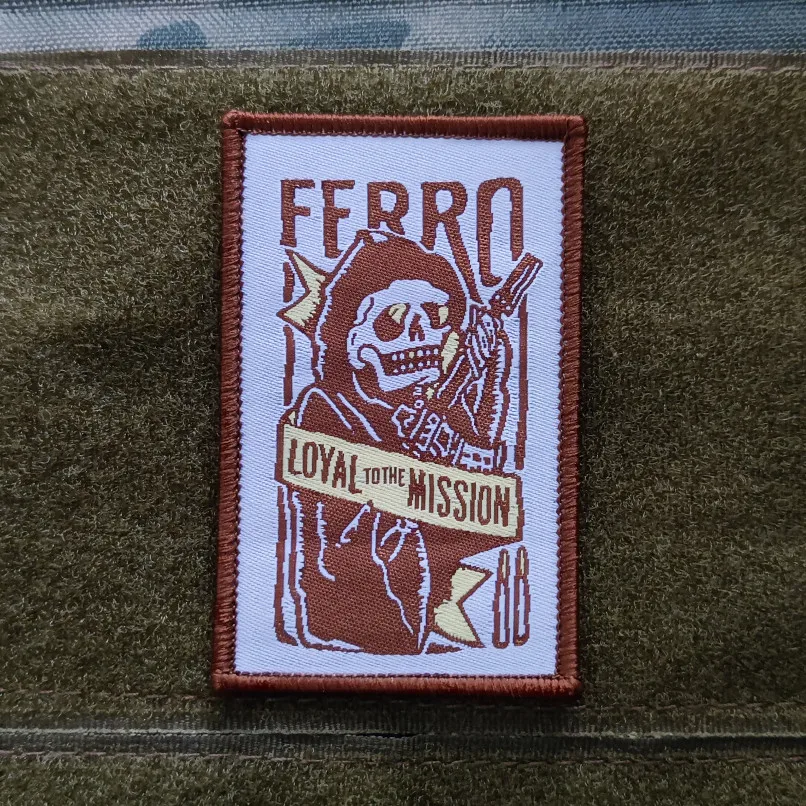 FERRO
LOYAL TO THE MISSION
88